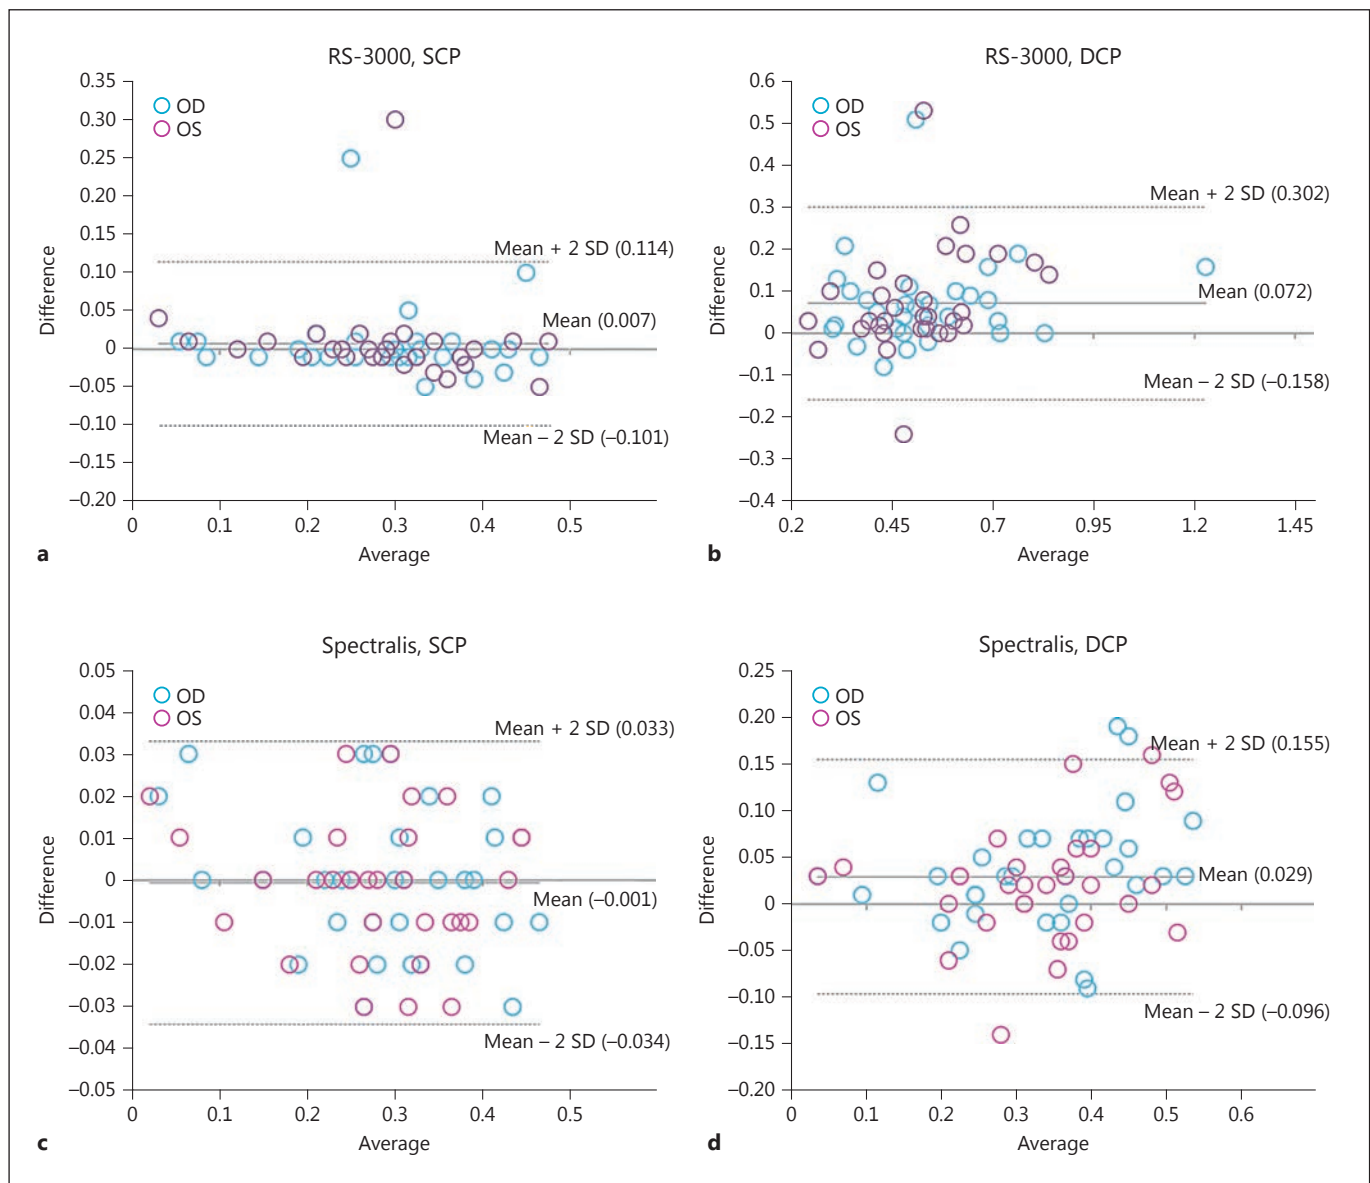 RS-3000, SCP
0.35
0.30
0.25
0.20
0.15
0.10
0.05
0
–0.05
–0.10
–0.15
–0.20
Difference
OD
OS
Mean + 2 SD (0.114)
Mean (0.007)
Mean – 2 SD (–0.101)
0 0.1 0.2 0.3 0.4 0.5
Average
a
RS-3000, DCP
0.6
0.5
0.4
0.3
0.2
0.1
0
–0.1
–0.2
–0.3
–0.4
Difference
OD
OS
Mean + 2 SD (0.302)
Mean (0.072)
Mean – 2 SD (–0.158)
0.2 0.45 0.7 0.95 1.2 1.45
Average
b
Spectralis, SCP
0.05
0.04
0.03
0.02
0.01
0
–0.01
–0.02
–0.03
–0.04
–0.05
Difference
OD
OS
Mean + 2 SD (0.033)
Mean (–0.001)
Mean – 2 SD (–0.034)
0 0.1 0.2 0.3 0.4 0.5
Average
c
Spectralis, DCP
0.25
0.20
0.15
0.10
0.05
0
–0.05
–0.10
–0.15
–0.20
Difference
OD
OS
Mean + 2 SD (0.155)
Mean (0.029)
Mean – 2 SD (–0.096)
0 0.1 0.2 0.3 0.4 0.5 0.6
Average
d